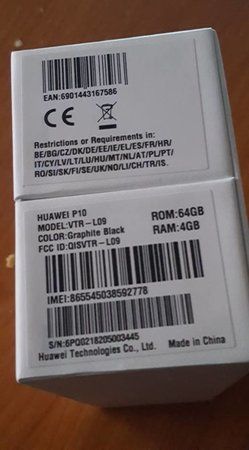 EAN:6901443167586
CE
Restrictions or Requirements in:
BE/BG/CZ/DK/DE/EE/IE/EL/ES/FR/HR/
IT/CY/LV/LT/LU/HU/MT/NL/AT/PL/PT/
RO/SI/SK/FI/SE/UK/NO/LI/CH/TR/IS.
HUAWEI P10
ROM:64GB
MODEL:VTR-L09
RAM:4GB
COLOR:Graphite Black
FCC ID:QISVTR-L09
IMEI:865545038592778
S/N:6PQ0218205003445
Huawei Technologies Co., Ltd.
Made in China